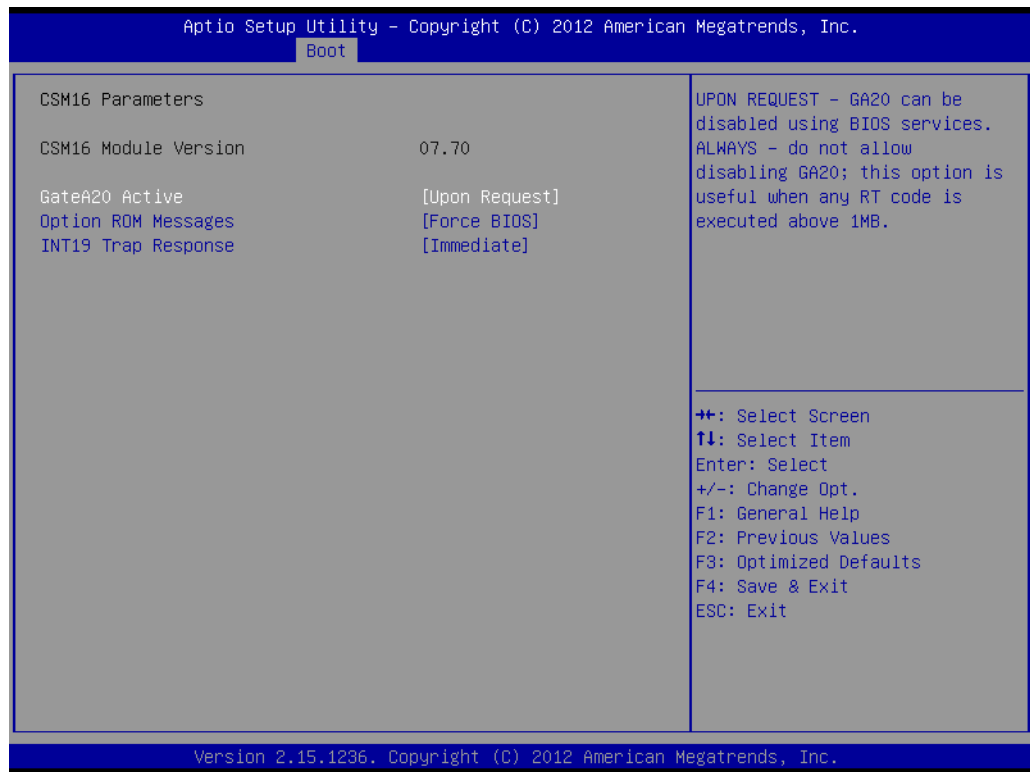 Aptio Setup Utility – Copyright (C) 2012 American Megatrends, Inc.
Boot
CSM16 Parameters
CSM16 Module Version 07.70
GateA20 Active [Upon Request]
Option ROM Messages [Force BIOS]
INT19 Trap Response [Immediate]
UPON REQUEST – GA20 can be
disabled using BIOS services.
ALWAYS – do not allow
disabling GA20; this option is
useful when any RT code is
executed above 1MB.
→←: Select Screen
↑↓: Select Item
Enter: Select
+/-: Change Opt.
F1: General Help
F2: Previous Values
F3: Optimized Defaults
F4: Save & Exit
ESC: Exit
Version 2.15.1236. Copyright (C) 2012 American Megatrends, Inc.